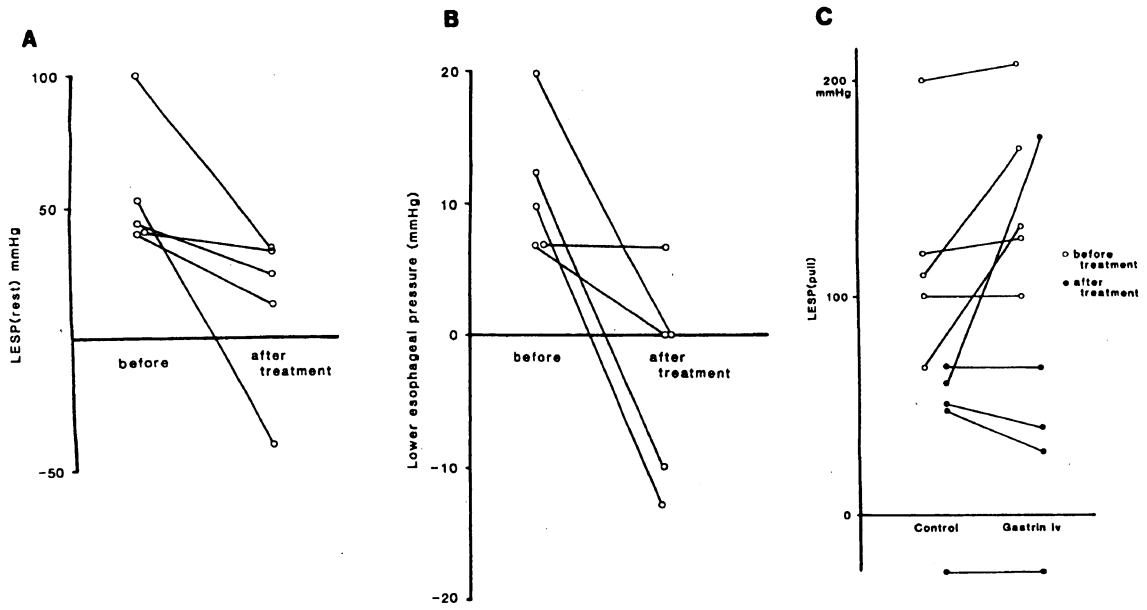 A
100
50
-50
LESP(rest) mmHg
before
after
treatment
B
20
10
0
-10
-20
Lower esophageal pressure (mmHg)
before
after
treatment
C
200
mmHg
100
0
LESP(pull)
before
treatment
after
treatment
Control
Gastrin iv